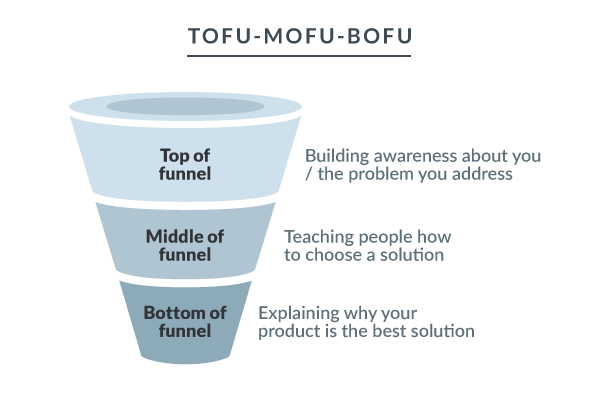 TOFU-MOFU-BOFU
Top of
funnel
Building awareness about you
/ the problem you address
Middle of
funnel
Teaching people how
to choose a solution
Bottom of
funnel
Explaining why your
product is the best solution